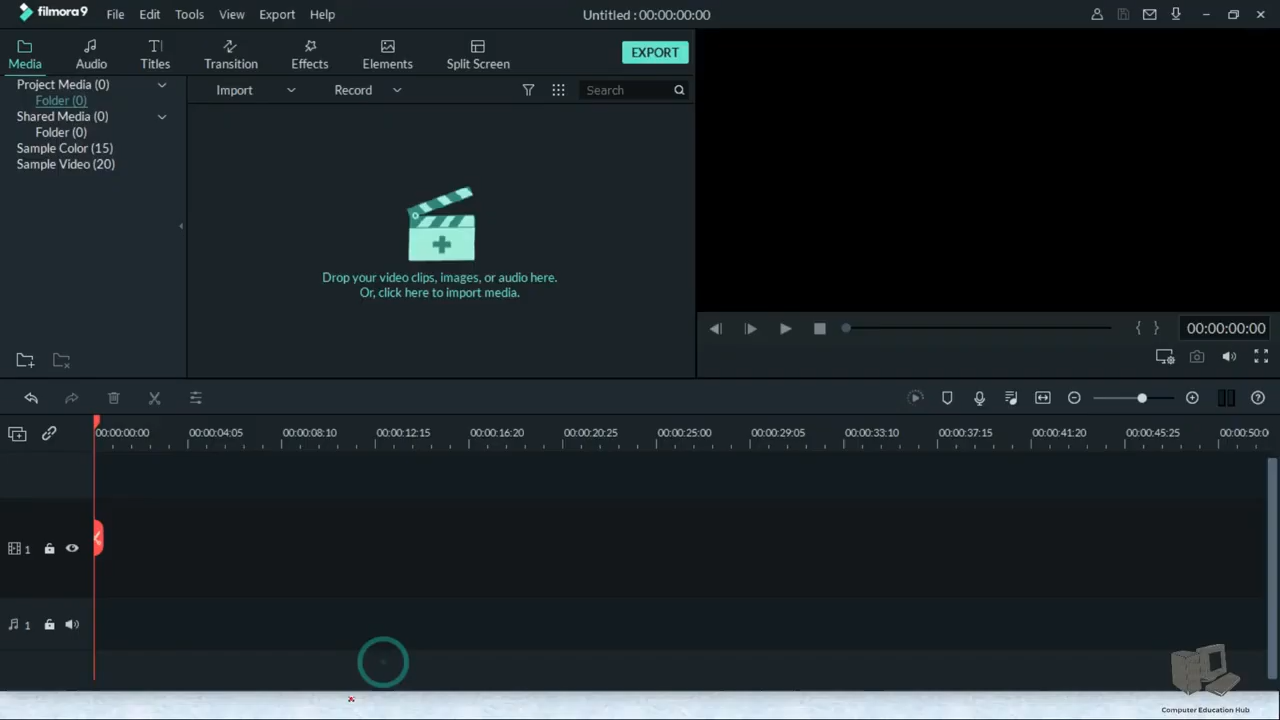 filmora9 File Edit Tools View Export Help Untitled : 00:00:00:00
Media Audio Titles Transition Effects Elements Split Screen EXPORT
Project Media (0)
Folder (0)
Shared Media (0)
Folder (0)
Sample Color (15)
Sample Video (20)
Import Record Search
Drop your video clips, images, or audio here.
Or, click here to import media.
00:00:00:00
00:00:00:00 00:00:04:05 00:00:08:10 00:00:12:15 00:00:16:20 00:00:20:25 00:00:25:00 00:00:29:05 00:00:33:10 00:00:37:15 00:00:41:20 00:00:45:25 00:00:50:0
1
1
Computer Education Hub